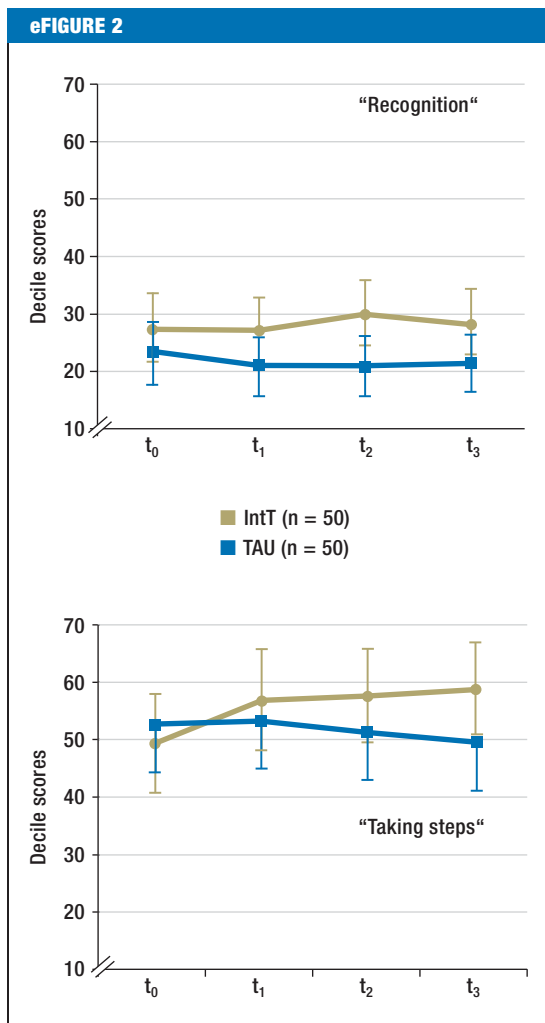 eFIGURE 2
Decile scores
70
“Recognition“
60
50
40
30
20
10
t₀ t₁ t₂ t₃
IntT (n = 50)
TAU (n = 50)
Decile scores
70
60
50
40
“Taking steps“
30
20
10
t₀ t₁ t₂ t₃